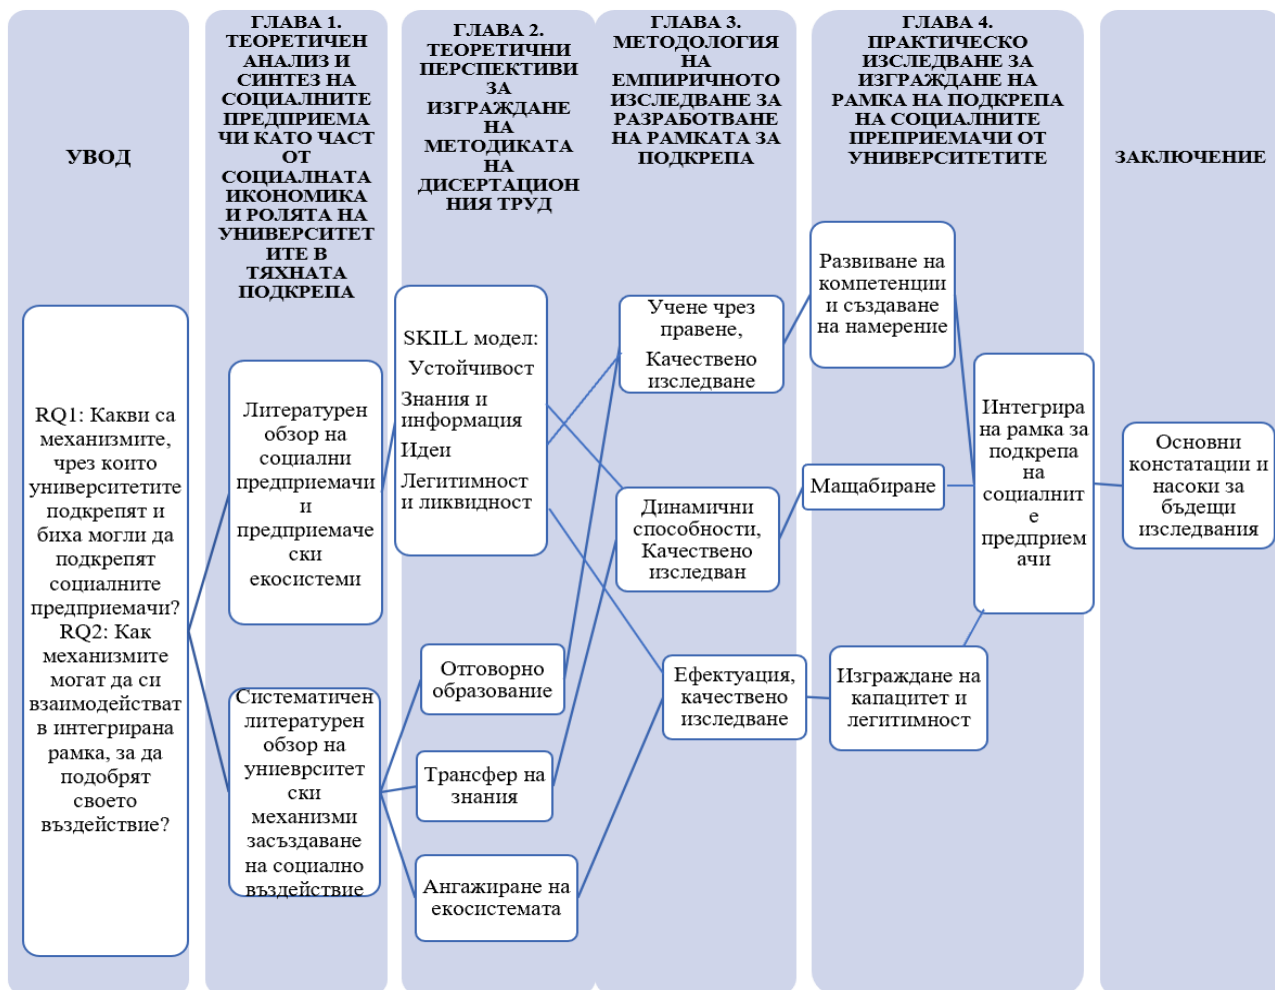 УВОД
RQ1: Какви са
механизмите,
чрез които
университетите
подкрепят и
биха могли да
подкрепят
социалните
предприемачи?
RQ2: Как
механизмите
могат да си
взаимодействат
в интегрирана
рамка, за да
подобрят
своето
въздействие?
ГЛАВА 1.
ТЕОРЕТИЧЕН
АНАЛИЗ И
СИНТЕЗ НА
СОЦИАЛНИТЕ
ПРЕДПРИЕМА
ЧИ КАТО ЧАСТ
ОТ
СОЦИАЛНАТА
ИКОНОМИКА
И РОЛЯТА НА
УНИВЕРСИТЕТ
ИТЕ В
ТЯХНАТА
ПОДКРЕПА
Литературен
обзор на
социални
предприемачи
и
предприемаче
ски
екосистеми
Систематичен
литературен
обзор на
униеврситет
ски
механизми
засъздаване
на социално
въздействие
ГЛАВА 2.
ТЕОРЕТИЧНИ
ПЕРСПЕКТИВИ
ЗА
ИЗГРАЖДАНЕ
НА
МЕТОДИКАТА
НА
ДИСЕРТАЦИОН
НИЯ ТРУД
SKILL модел:
Устойчивост
Знания и
информация
Идеи
Легитимност
и ликвидност
Отговорно
образование
Трансфер на
знания
Ангажиране на
екосистемата
ГЛАВА 3.
МЕТОДОЛОГИЯ
НА
ЕМПИРИЧНОТО
ИЗСЛЕДВАНЕ ЗА
РАЗРАБОТВАНЕ
НА РАМКАТА ЗА
ПОДКРЕПА
Учене чрез
правене,
Качествено
изследване
Динамични
способности,
Качествено
изследван
Ефектуация,
качествено
изследване
ГЛАВА 4.
ПРАКТИЧЕСКО
ИЗСЛЕДВАНЕ ЗА
ИЗГРАЖДАНЕ НА
РАМКА НА ПОДКРЕПА
НА СОЦИАЛНИТЕ
ПРЕПРИЕМАЧИ ОТ
УНИВЕРСИТЕТИТЕ
Развиване на
компетенции
и създаване
на намерение
Мащабиране
Изграждане на
капацитет и
легитимност
Интегрира
на рамка за
подкрепа
на
социалнит
е
предприем
ачи
ЗАКЛЮЧЕНИЕ
Основни
констатации и
насоки за
бъдещи
изследвания